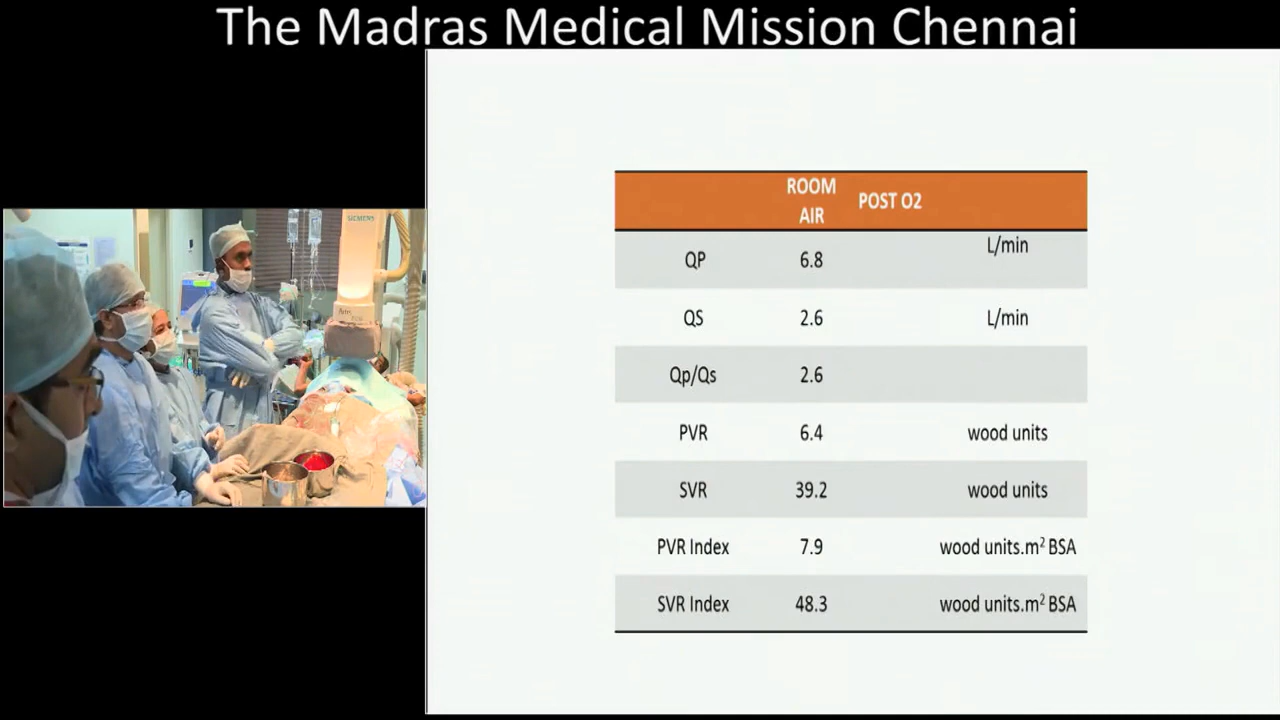 The Madras Medical Mission Chennai
SIEMENS
ROOM
AIR
POST O2
QP 6.8 L/min
QS 2.6 L/min
Qp/Qs 2.6
PVR 6.4 wood units
SVR 39.2 wood units
PVR Index 7.9 wood units.m² BSA
SVR Index 48.3 wood units.m² BSA